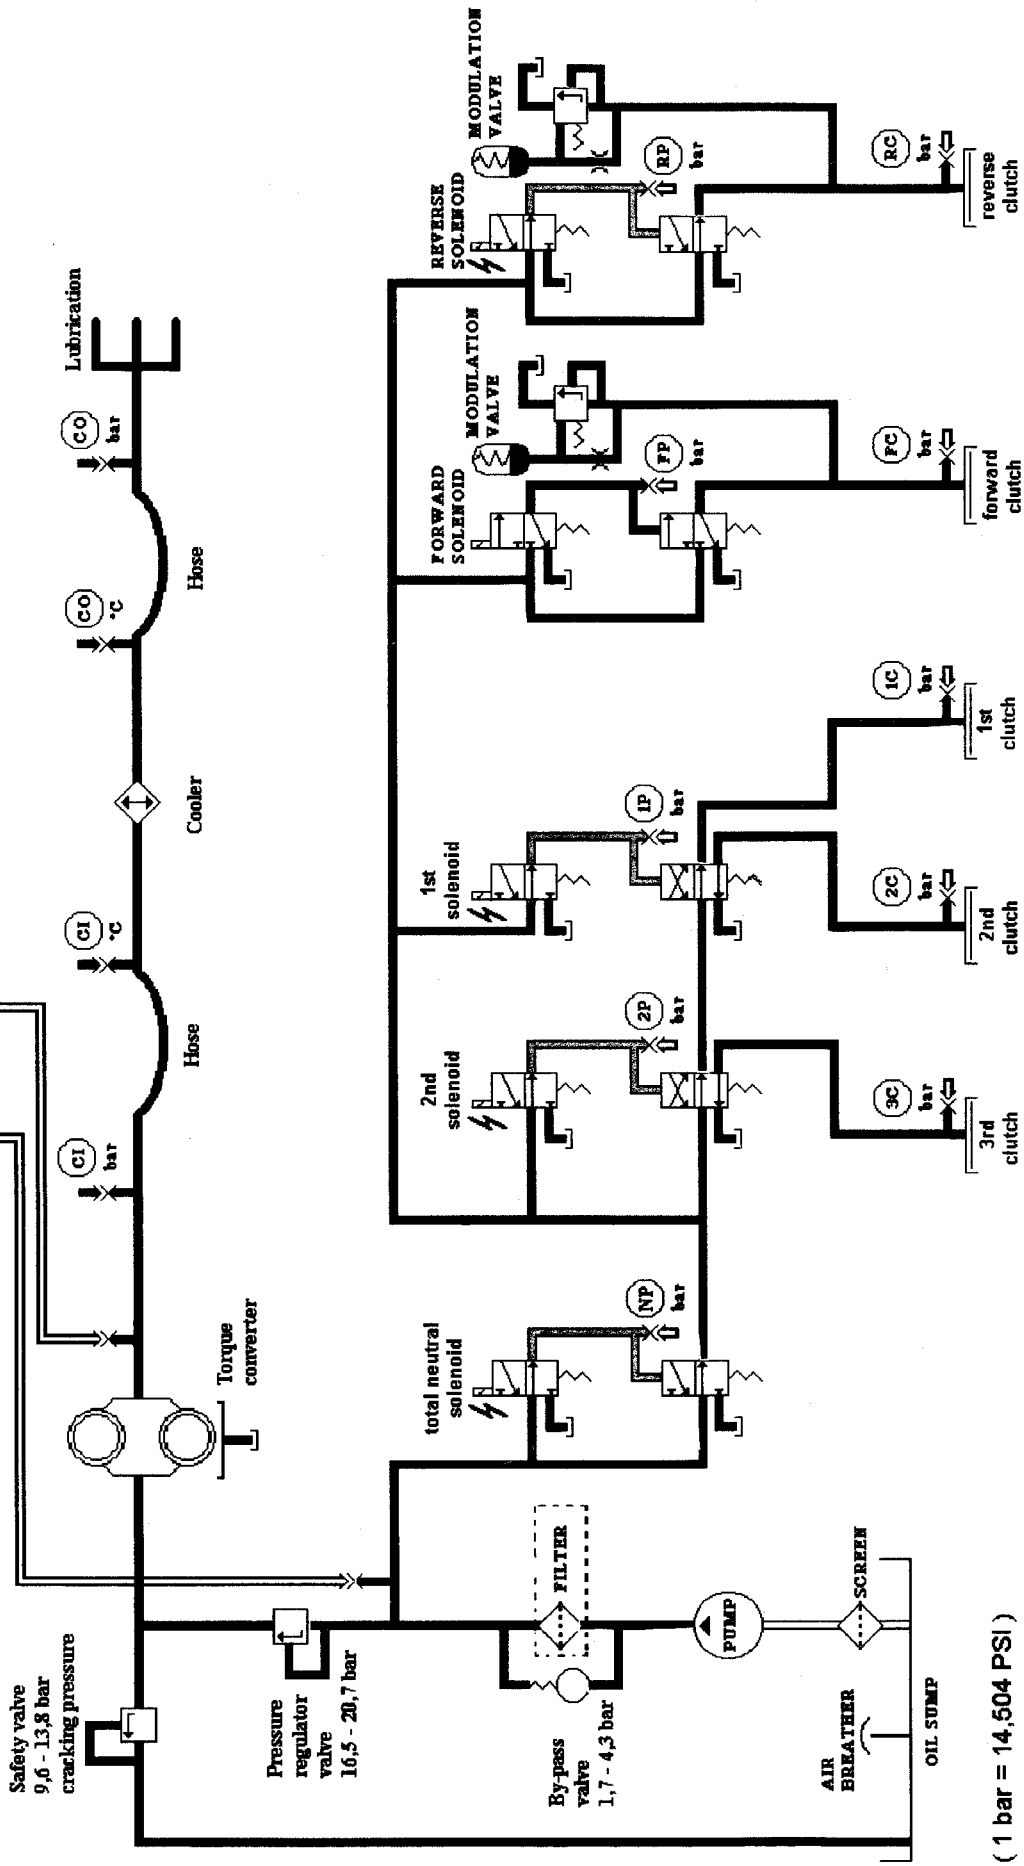 Safety valve
9,6 - 13,8 bar
cracking pressure
Torque
converter
CI
bar
Hose
CI
°C
Cooler
CO
°C
Hose
CO
bar
Lubrication
Pressure
regulator
valve
16,5 - 20,7 bar
total neutral
solenoid
2nd
solenoid
1st
solenoid
FORWARD
SOLENOID
MODULATION
VALVE
REVERSE
SOLENOID
MODULATION
VALVE
By-pass
valve
1,7 - 4,3 bar
FILTER
NP
bar
2P
bar
1P
bar
FP
bar
RP
bar
PUMP
AIR
BREATHER
SCREEN
OIL SUMP
3C
bar
2C
bar
1C
bar
FC
bar
RC
bar
3rd
clutch
2nd
clutch
1st
clutch
forward
clutch
reverse
clutch
( 1 bar = 14,504 PSI )